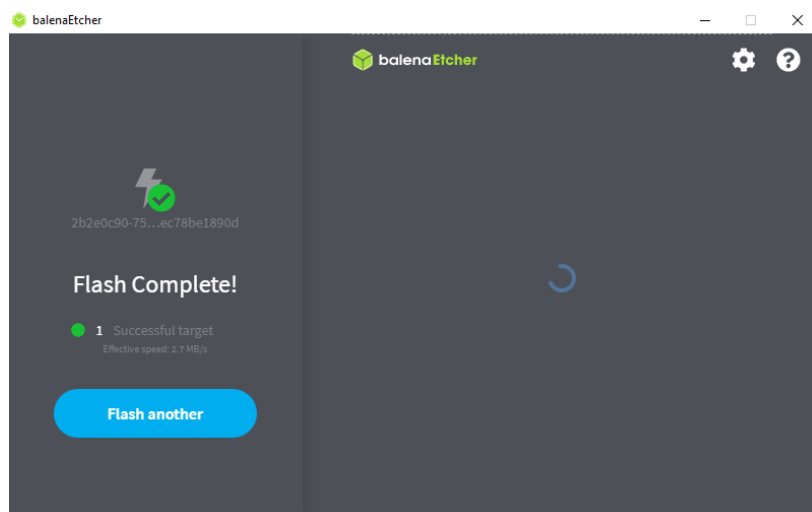 balenaEtcher
balenaEtcher
2b2e0c90-75...ec78be1890d
Flash Complete!
1 Successful target
Effective speed: 2.7 MB/s
Flash another